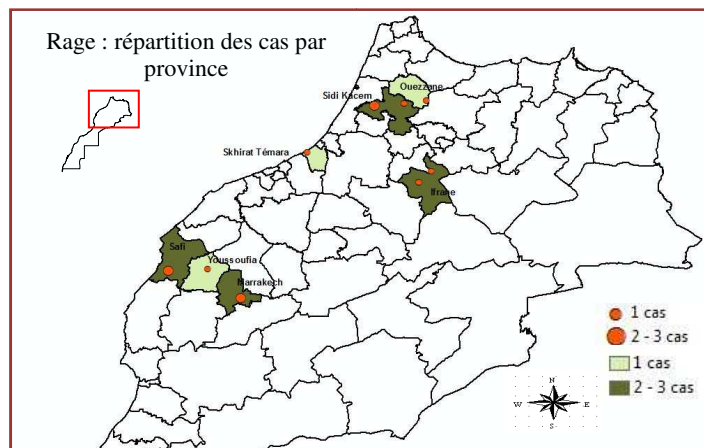 Rage : répartition des cas par
province
Ouezzane
Sidi Kacem
Skhirat Témara
Ifrane
Safi
Youssoufia
Marrakech
1 cas
2 - 3 cas
1 cas
2 - 3 cas
N
W
E
S